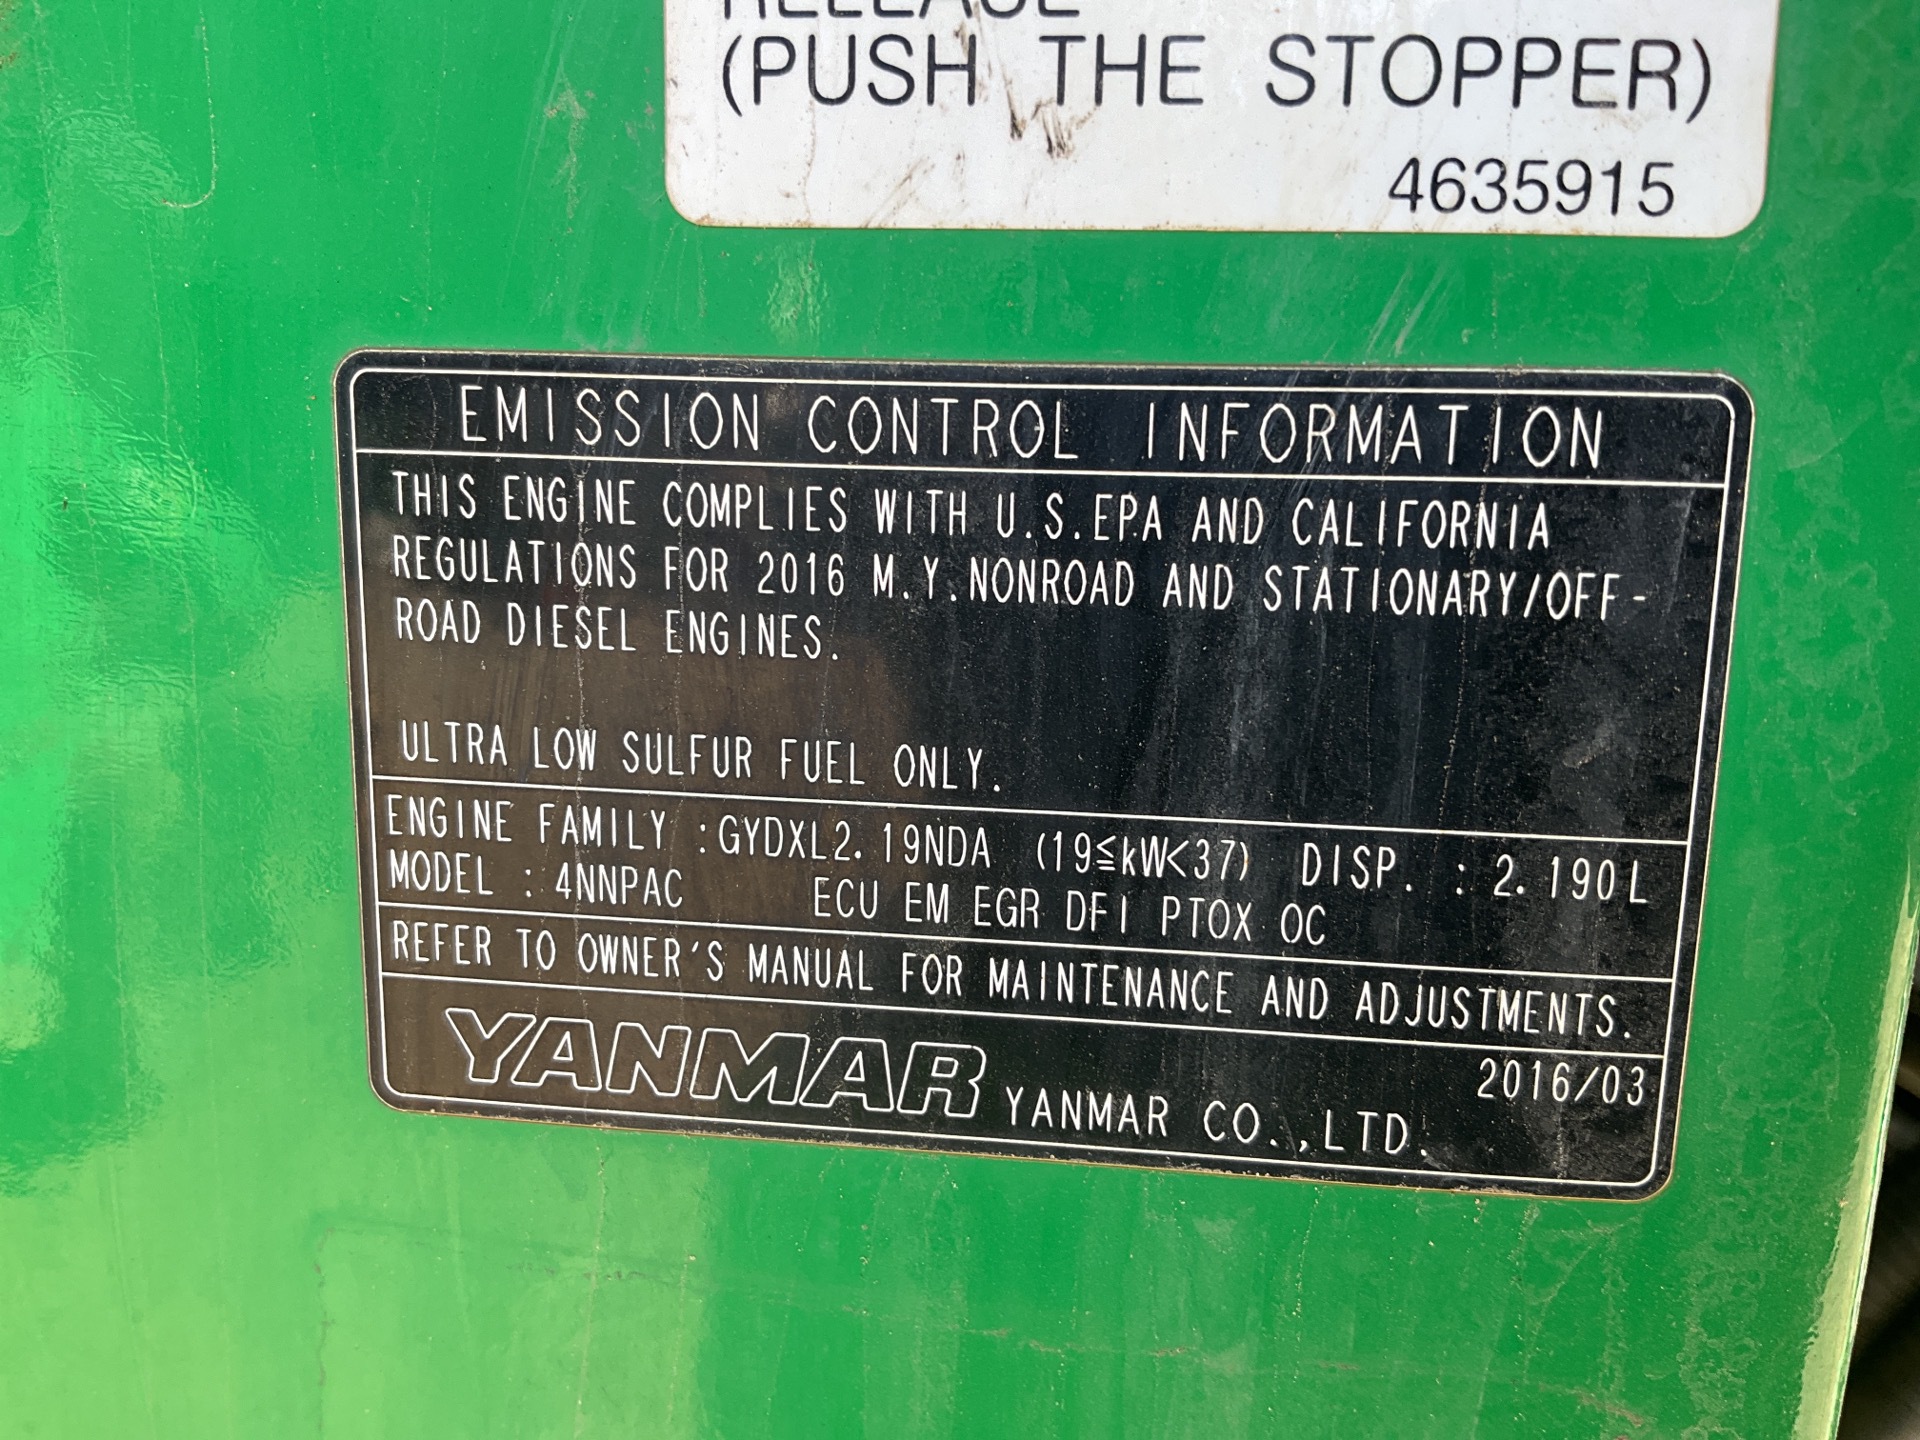 RELEASE
(PUSH THE STOPPER)
4635915
EMISSION CONTROL INFORMATION
THIS ENGINE COMPLIES WITH U.S.EPA AND CALIFORNIA
REGULATIONS FOR 2016 M.Y.NONROAD AND STATIONARY/OFF-
ROAD DIESEL ENGINES.
ULTRA LOW SULFUR FUEL ONLY.
ENGINE FAMILY :GYDXL2.19NDA (19≦kW<37) DISP. : 2.190L
MODEL : 4NNPAC ECU EM EGR DFI PTOX OC
REFER TO OWNER'S MANUAL FOR MAINTENANCE AND ADJUSTMENTS.
2016/03
YANMAR YANMAR CO.,LTD.